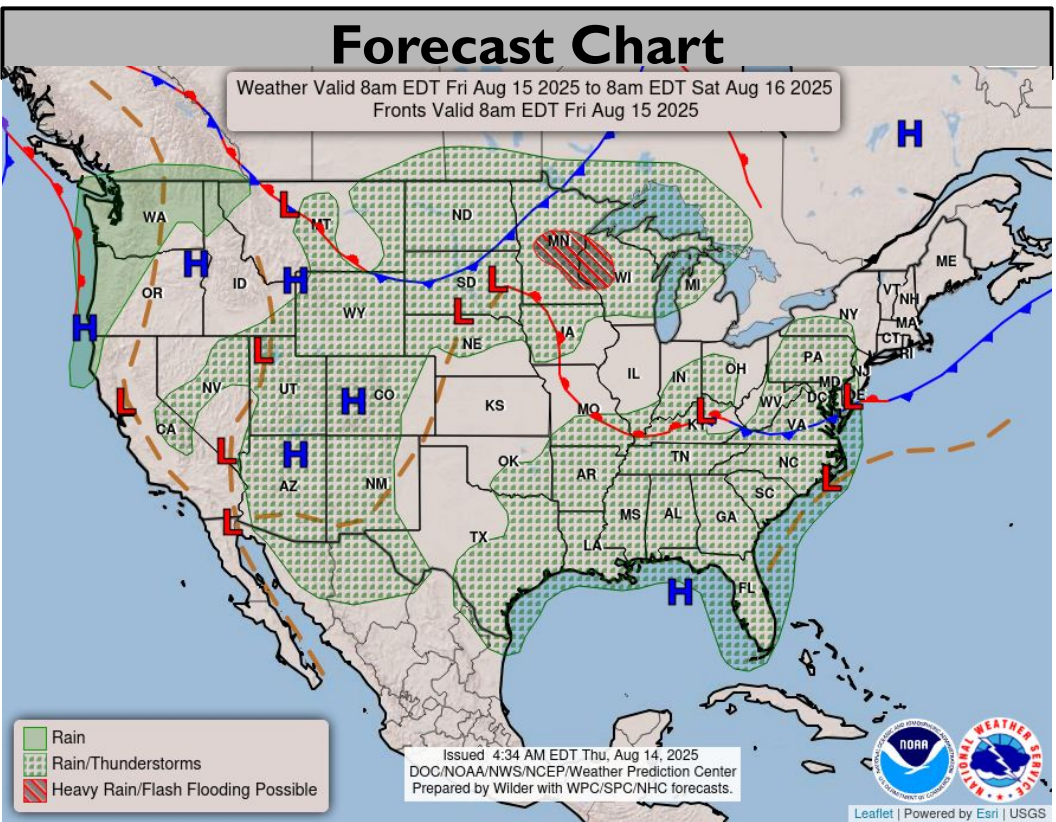 Forecast Chart
Weather Valid 8am EDT Fri Aug 15 2025 to 8am EDT Sat Aug 16 2025
Fronts Valid 8am EDT Fri Aug 15 2025
H
L
WA
MT
ND
MN
ME
H
H
OR
ID
SD
L
WI
MI
VT
NH
WY
L
NY
MA
H
CT
RI
L
NE
IA
PA
NJ
NV
UT
H
CO
IL
IN
OH
MD
DE
L
KS
MO
L
KY
WV
DC
L
CA
VA
L
H
AZ
NM
OK
AR
TN
NC
L
SC
L
TX
MS
AL
GA
LA
H
FL
Rain
Rain/Thunderstorms
Heavy Rain/Flash Flooding Possible
Issued 4:34 AM EDT Thu, Aug 14, 2025
DOC/NOAA/NWS/NCEP/Weather Prediction Center
Prepared by Wilder with WPC/SPC/NHC forecasts.
NOAA
NATIONAL WEATHER SERVICE
Leaflet | Powered by Esri | USGS